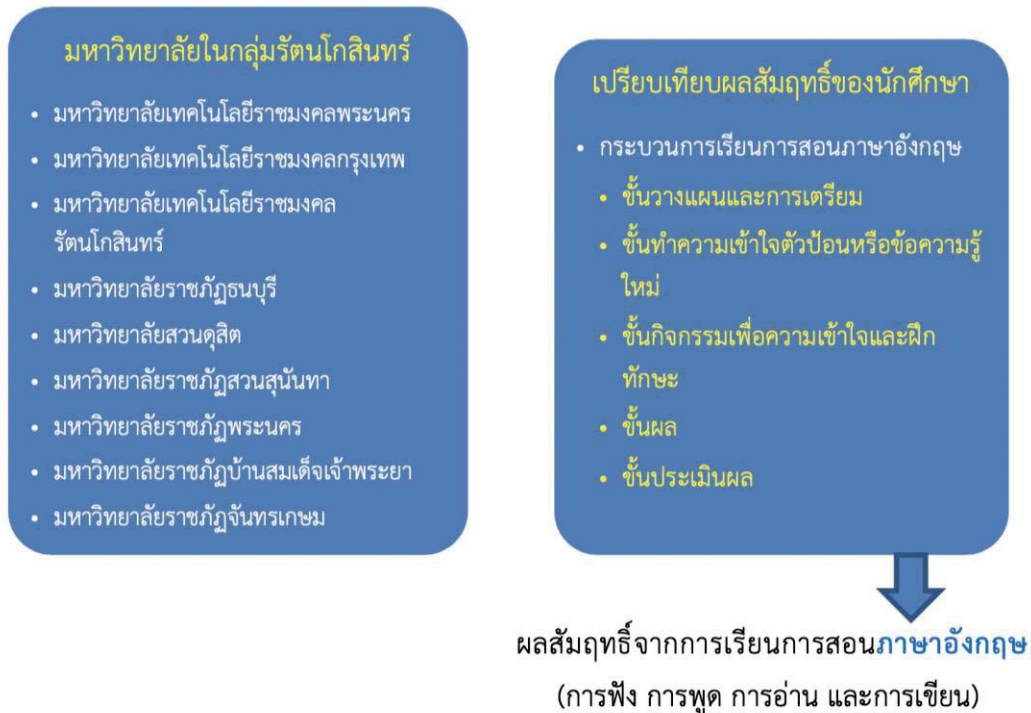 มหาวิทยาลัยในกลุ่มรัตนโกสินทร์
• มหาวิทยาลัยเทคโนโลยีราชมงคลพระนคร
• มหาวิทยาลัยเทคโนโลยีราชมงคลกรุงเทพ
• มหาวิทยาลัยเทคโนโลยีราชมงคล
รัตนโกสินทร์
• มหาวิทยาลัยราชภัฏธนบุรี
• มหาวิทยาลัยสวนดุสิต
• มหาวิทยาลัยราชภัฏสวนสุนันทา
• มหาวิทยาลัยราชภัฏพระนคร
• มหาวิทยาลัยราชภัฏบ้านสมเด็จเจ้าพระยา
• มหาวิทยาลัยราชภัฏจันทรเกษม
เปรียบเทียบผลสัมฤทธิ์ของนักศึกษา
• กระบวนการเรียนการสอนภาษาอังกฤษ
• ขั้นวางแผนและการเตรียม
• ขั้นทำความเข้าใจตัวป้อนหรือข้อความรู้
ใหม่
• ขั้นกิจกรรมเพื่อความเข้าใจและฝึก
ทักษะ
• ขั้นผล
• ขั้นประเมินผล
ผลสัมฤทธิ์จากการเรียนการสอนภาษาอังกฤษ
(การฟัง การพูด การอ่าน และการเขียน)